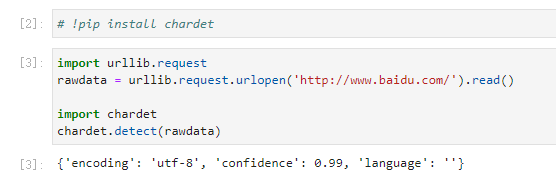 [2]: # !pip install chardet
[3]: import urllib.request
rawdata = urllib.request.urlopen('http://www.baidu.com/').read()
import chardet
chardet.detect(rawdata)
[3]: {'encoding': 'utf-8', 'confidence': 0.99, 'language': ''}